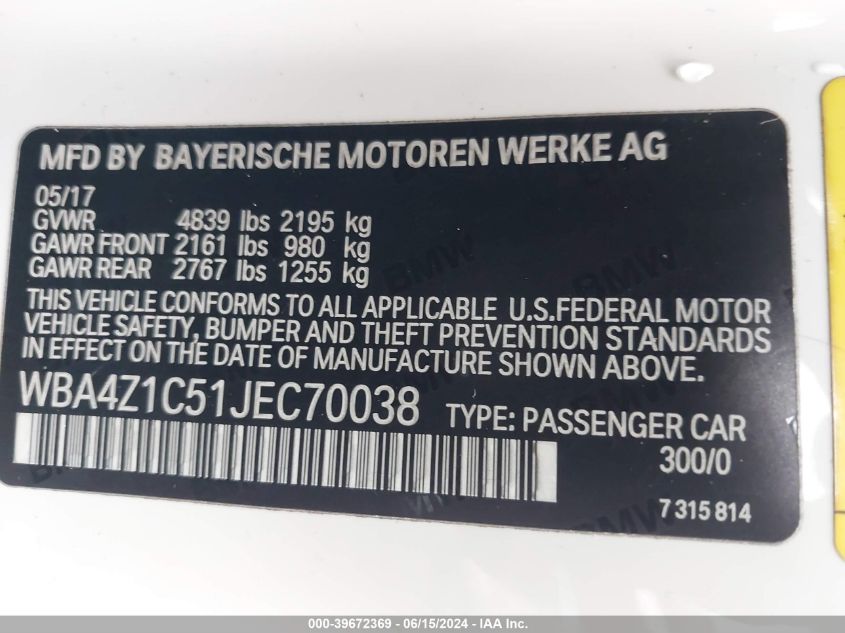 MFD BY BAYERISCHE MOTOREN WERKE AG
05/17
GVWR 4839 lbs 2195 kg
GAWR FRONT 2161 lbs 980 kg
GAWR REAR 2767 lbs 1255 kg
THIS VEHICLE CONFORMS TO ALL APPLICABLE U.S.FEDERAL MOTOR
VEHICLE SAFETY, BUMPER AND THEFT PREVENTION STANDARDS
IN EFFECT ON THE DATE OF MANUFACTURE SHOWN ABOVE.
WBA4Z1C51JEC70038 TYPE: PASSENGER CAR
300/0
7 315 814
000-39672369 - 06/15/2024 - IAA Inc.